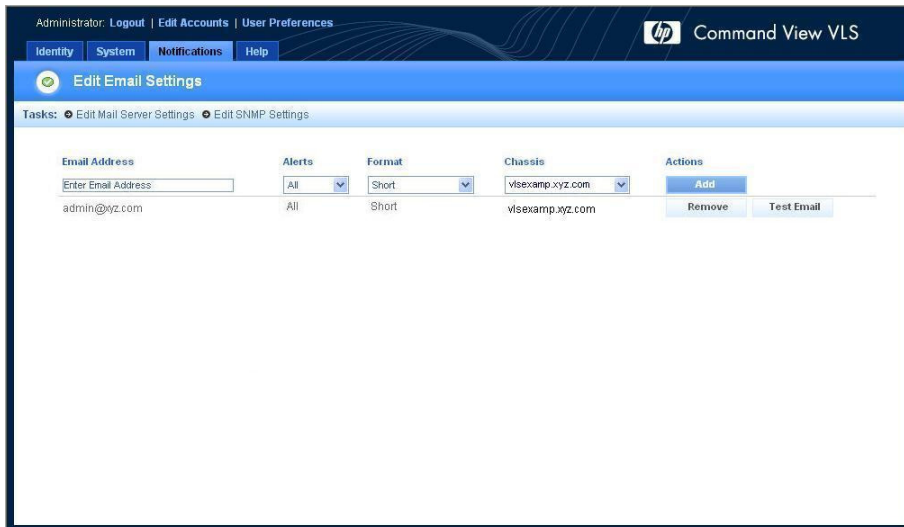 Administrator: Logout | Edit Accounts | User Preferences
hp Command View VLS
Identity System Notifications Help
Edit Email Settings
Tasks: Edit Mail Server Settings Edit SNMP Settings
Email Address Alerts Format Chassis Actions
Enter Email Address All Short vlsexamp.xyz.com Add
admin@xyz.com All Short vlsexamp.xyz.com Remove Test Email